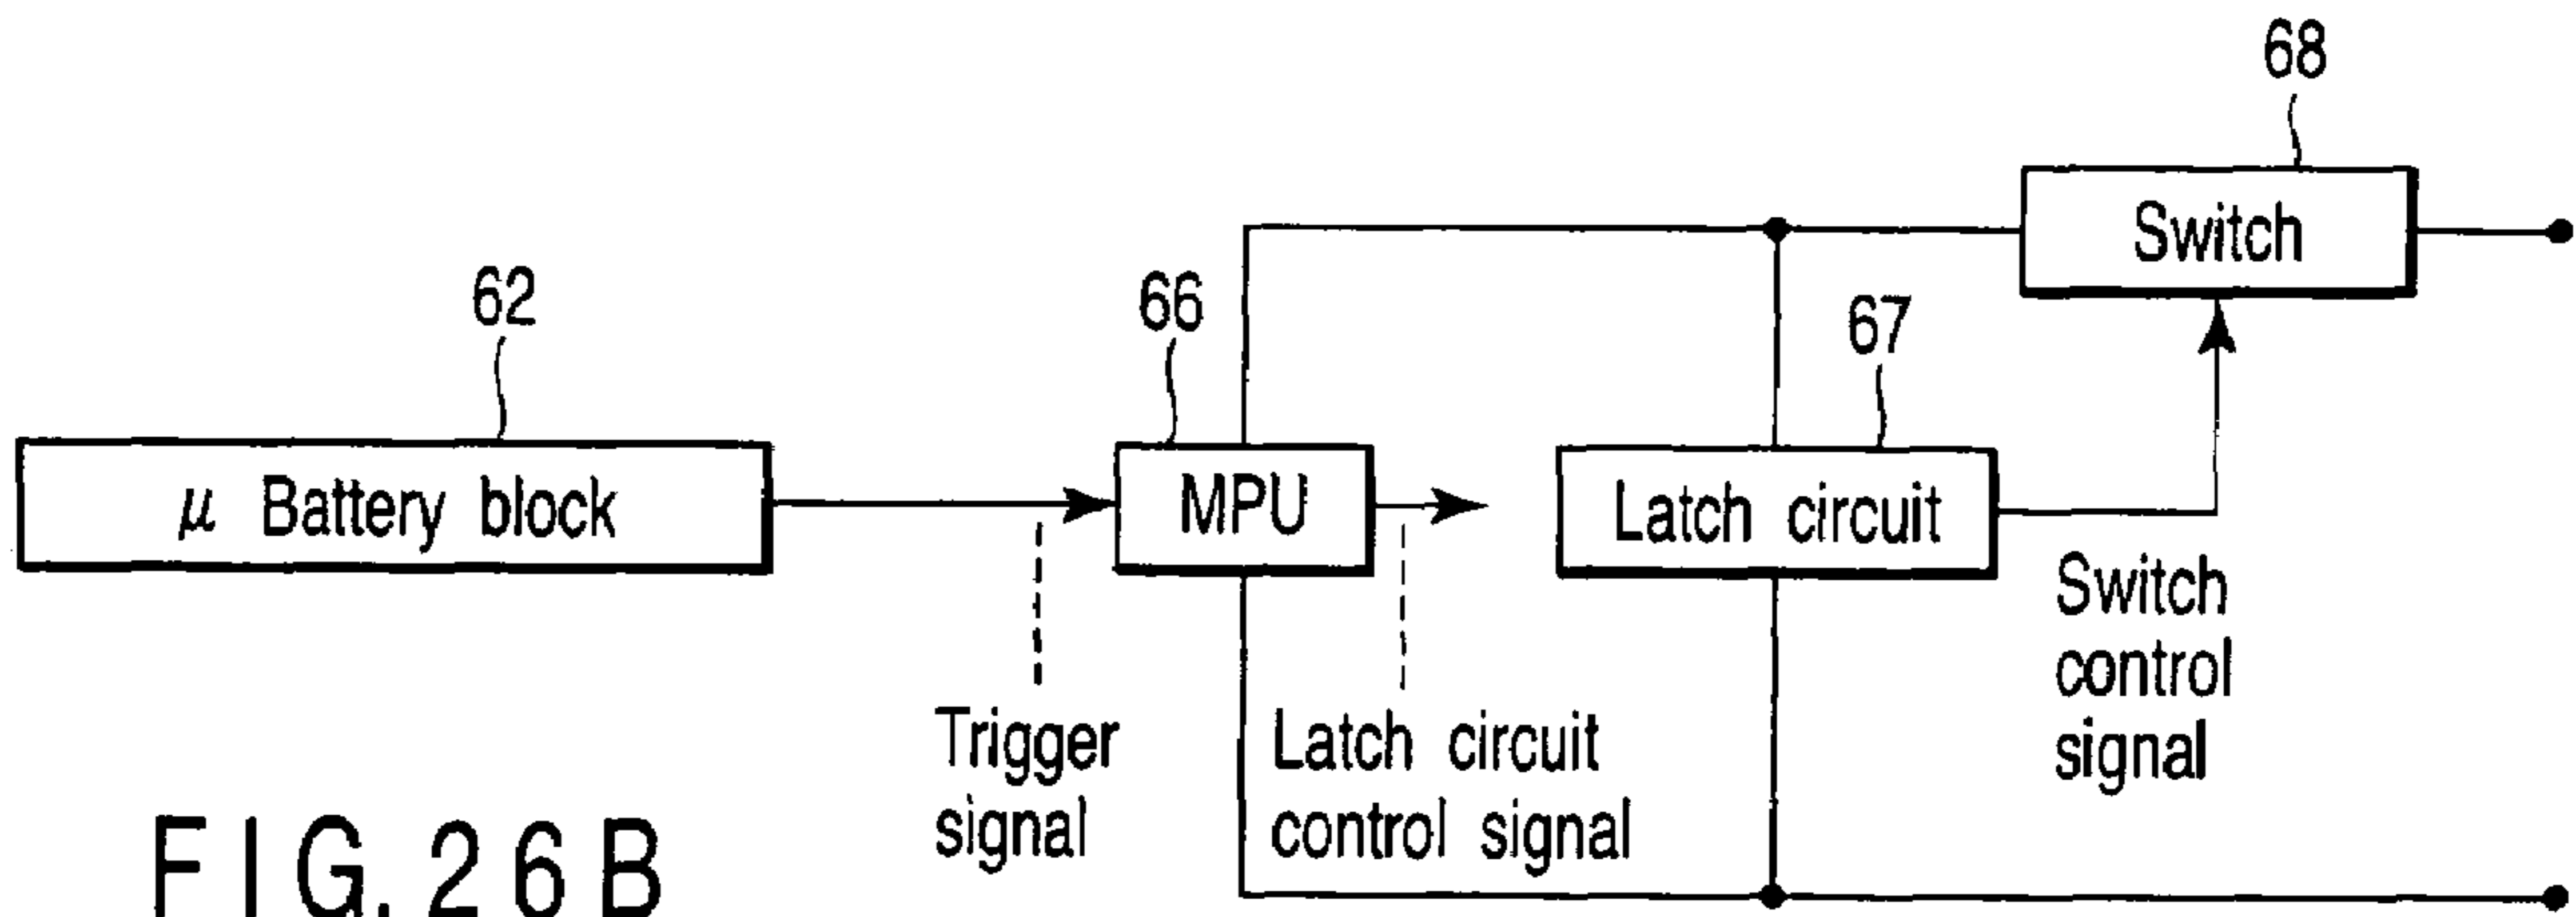 68
Switch
62
66
67
μ Battery block
MPU
Latch circuit
Switch
control
signal
Trigger
signal
Latch circuit
control signal
FIG. 26B